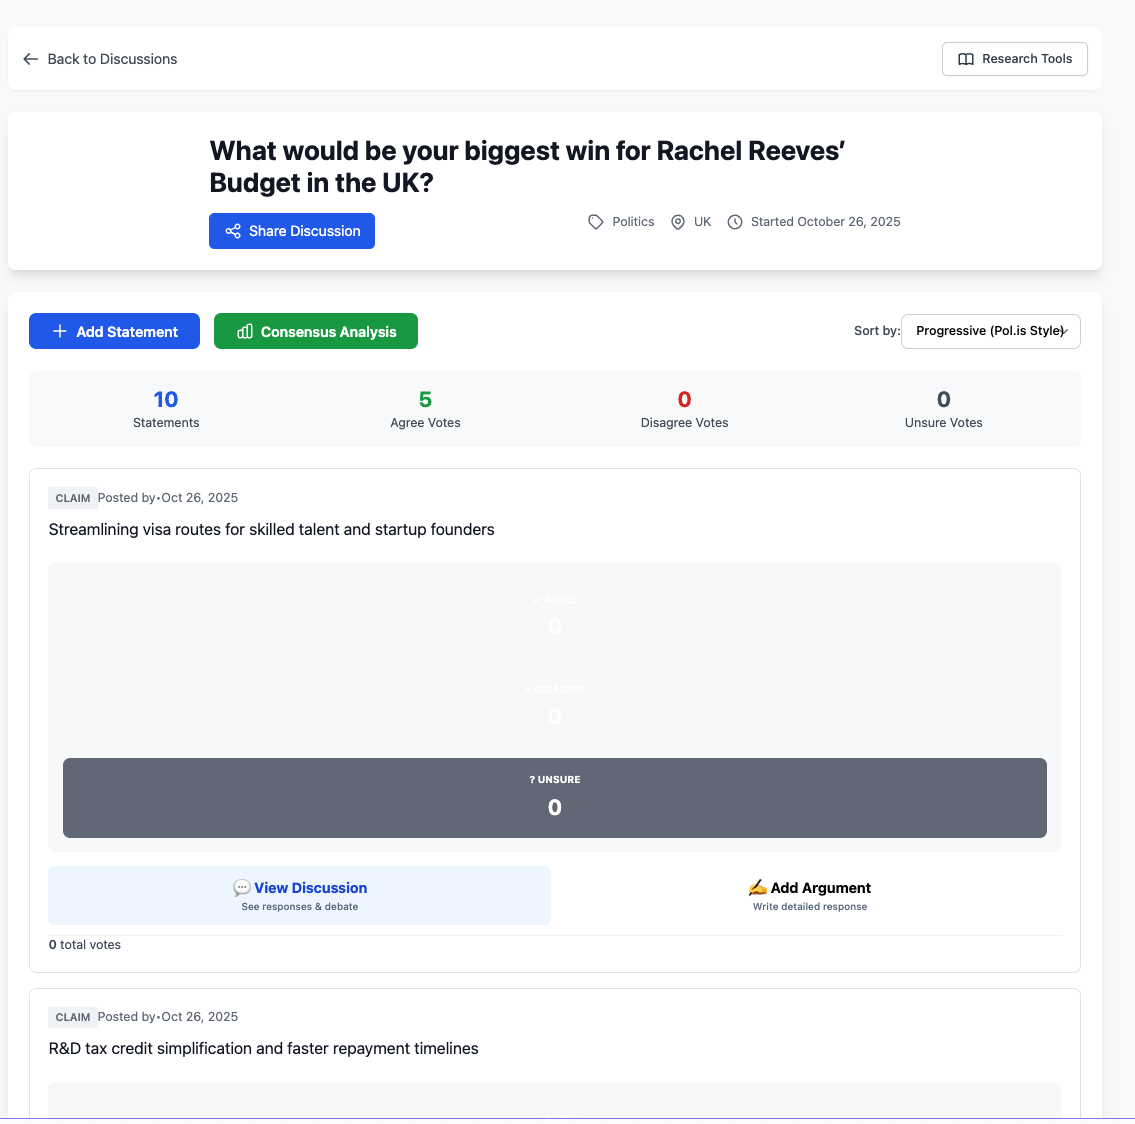 Back to Discussions
Research Tools
What would be your biggest win for Rachel Reeves’
Budget in the UK?
Share Discussion
Politics
UK
Started October 26, 2025
Add Statement
Consensus Analysis
Sort by:
Progressive (Pol.is Style)
10
Statements
5
Agree Votes
0
Disagree Votes
0
Unsure Votes
CLAIM Posted by•Oct 26, 2025
Streamlining visa routes for skilled talent and startup founders
✓ AGREE
0
✗ DISAGREE
0
? UNSURE
0
View Discussion
See responses & debate
Add Argument
Write detailed response
0 total votes
CLAIM Posted by•Oct 26, 2025
R&D tax credit simplification and faster repayment timelines